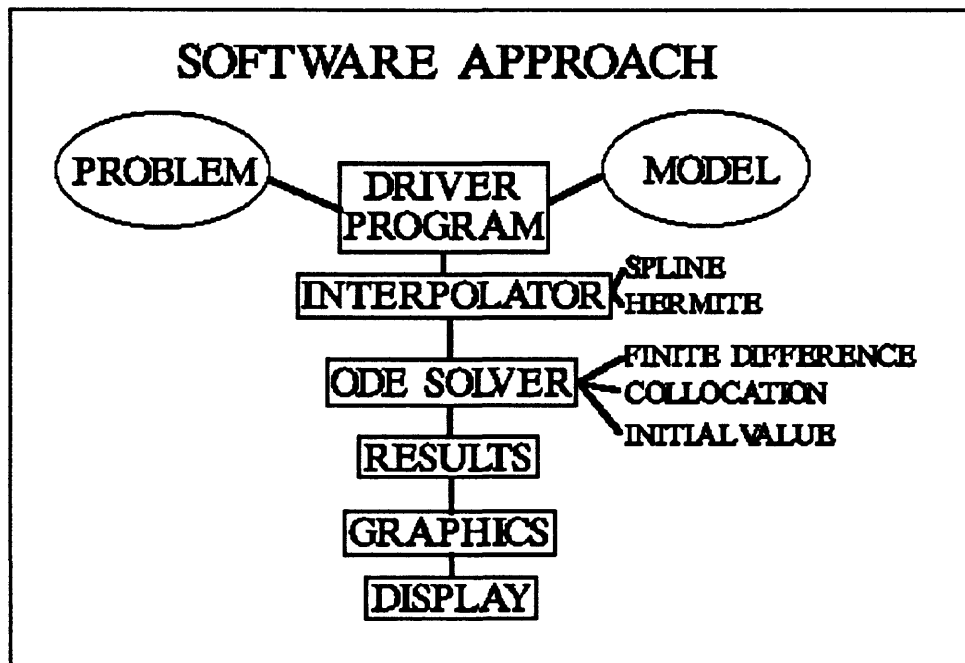 SOFTWARE APPROACH
PROBLEM
MODEL
DRIVER
PROGRAM
INTERPOLATOR
SPLINE
HERMITE
ODE SOLVER
FINITE DIFFERENCE
COLLOCATION
INITIAL VALUE
RESULTS
GRAPHICS
DISPLAY